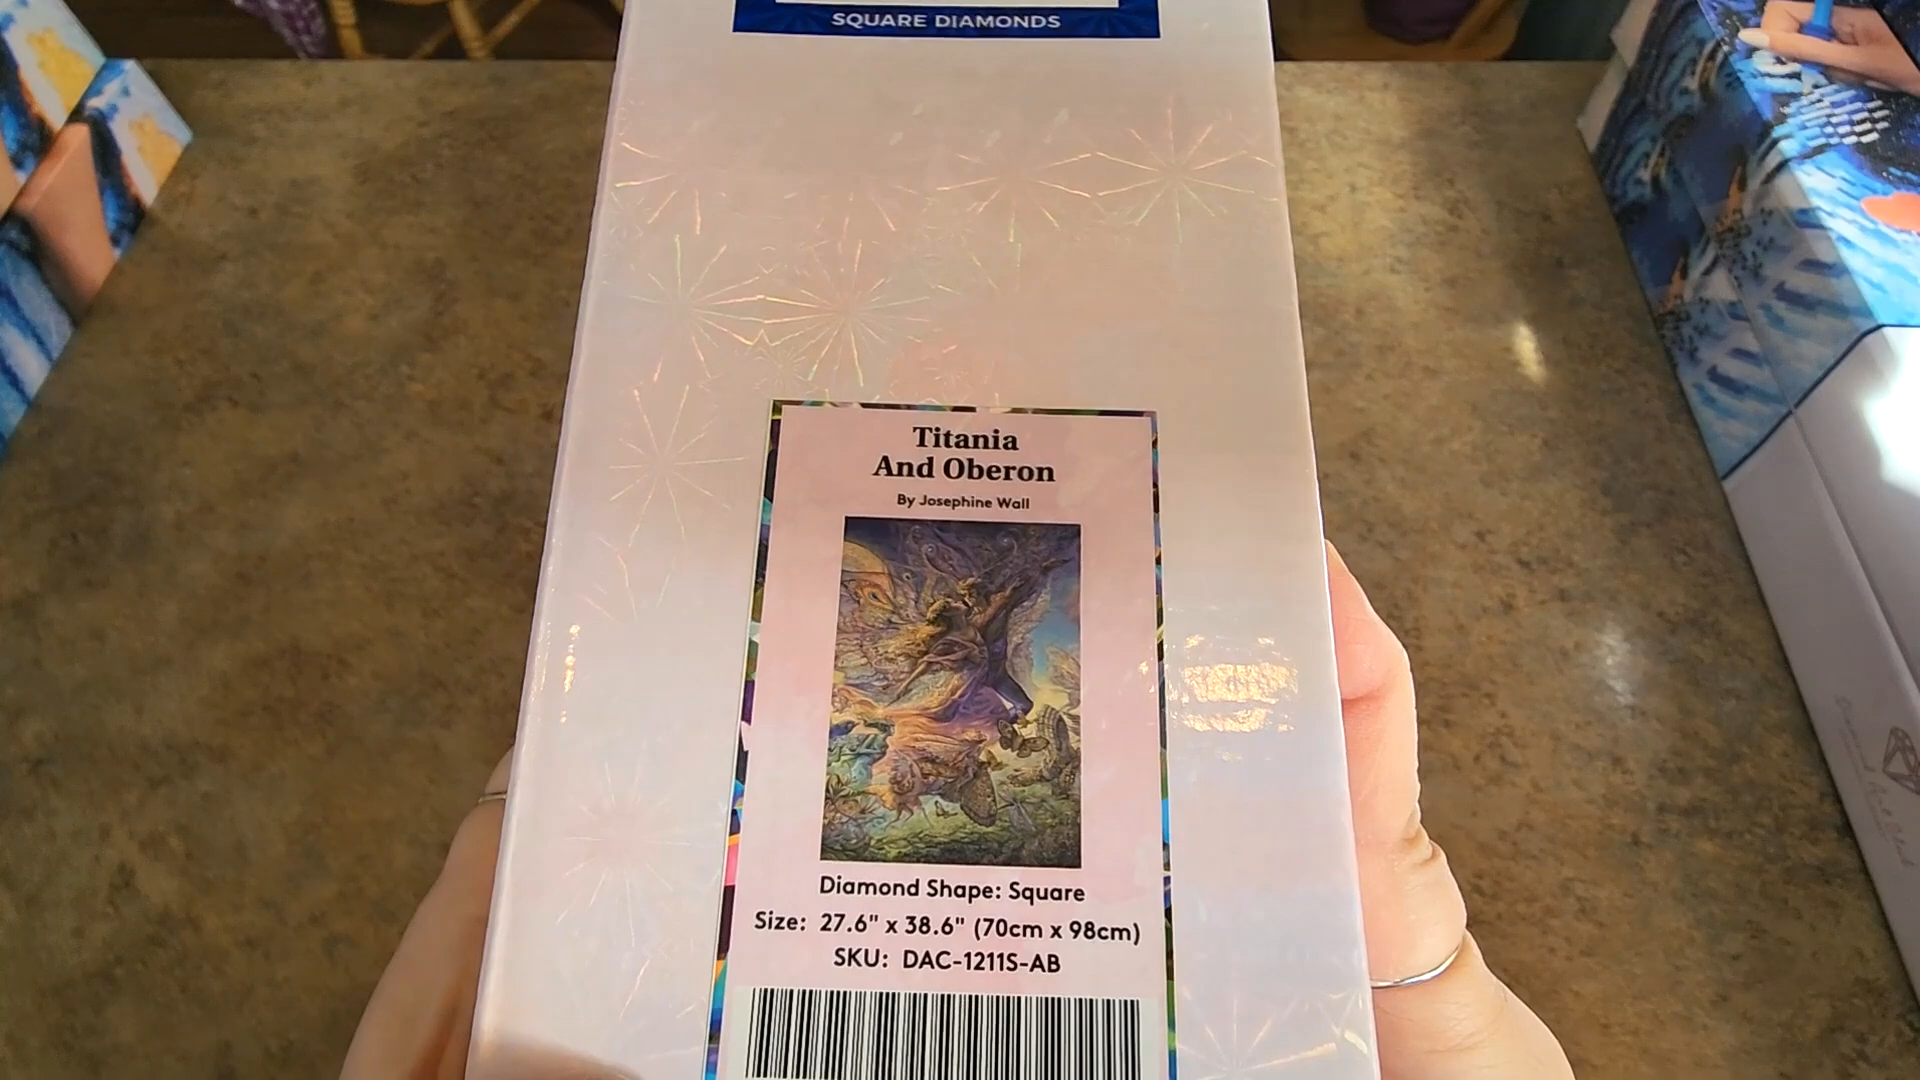 SQUARE DIAMONDS
Titania
And Oberon
By Josephine Wall
Diamond Shape: Square
Size: 27.6" x 38.6" (70cm x 98cm)
SKU: DAC-1211S-AB